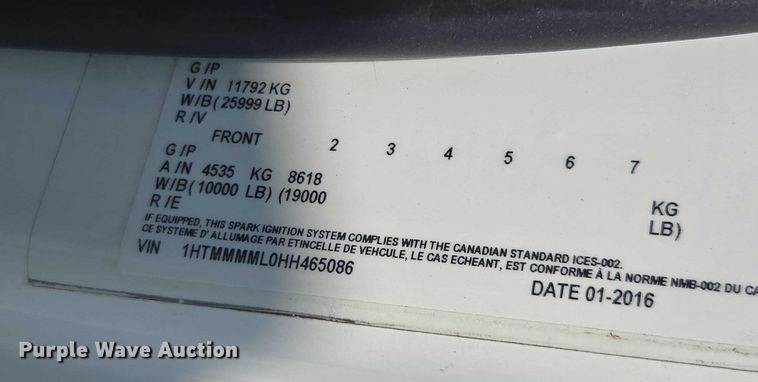 G/P
V/N 11792 KG
W/B(25999 LB)
R/V
FRONT 2 3 4 5 6 7
G/P
A/N 4535 KG 8618 KG
W/B(10000 LB) (19000 LB)
R/E
IF EQUIPPED, THIS SPARK IGNITION SYSTEM COMPLIES WITH THE CANADIAN STANDARD ICES-002.
CE SYSTEME D'ALLUMAGE PAR ETINCELLE DE VEHCULE, LE CAS ECHEANT, EST CONFORME À LA NORME NMB-002 DU CA
VIN 1HTMMMML0HH465086
DATE 01-2016
Purple Wave Auction